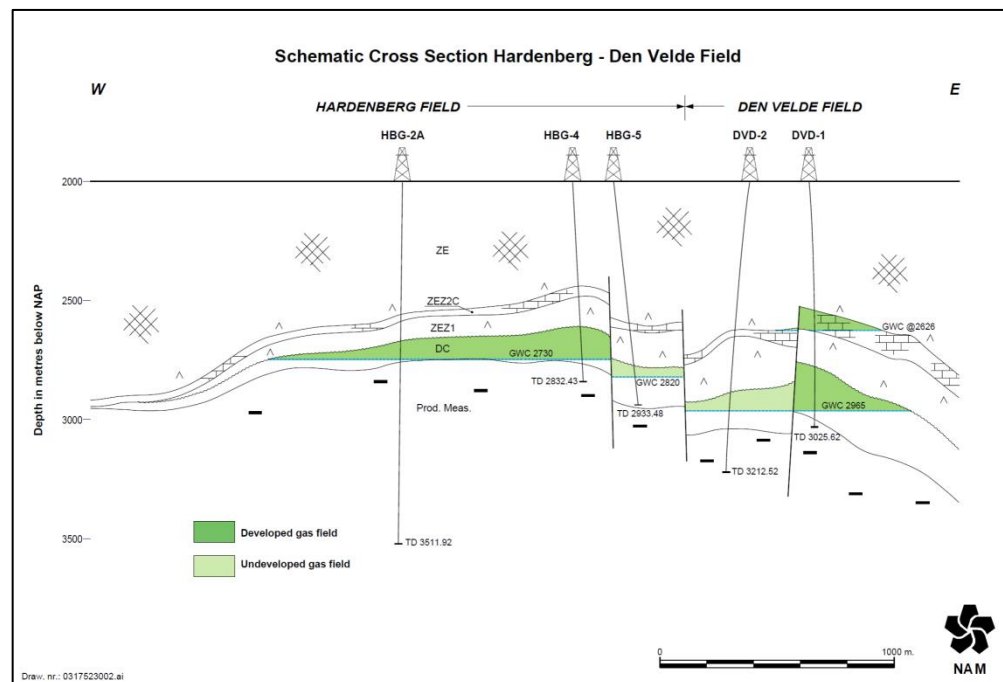 Schematic Cross Section Hardenberg - Den Velde Field
W
E
HARDENBERG FIELD
DEN VELDE FIELD
HBG-2A
HBG-4
HBG-5
DVD-2
DVD-1
2000
ZE
2500
ZEZ2C
GWC @2626
ZEZ1
DC
GWC 2730
GWC 2820
TD 2832.43
Prod. Meas.
TD 2933.48
GWC 2965
3000
TD 3025.62
TD 3212.52
Depth in metres below NAP
3500
TD 3511.92
Developed gas field
Undeveloped gas field
0
1000 m.
NAM
Draw. nr.: 0317523002.ai